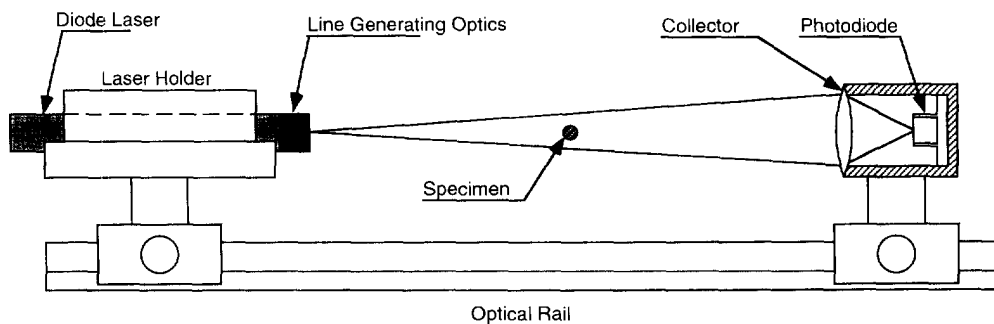 Diode Laser
Line Generating Optics
Collector
Photodiode
Laser Holder
Specimen
Optical Rail